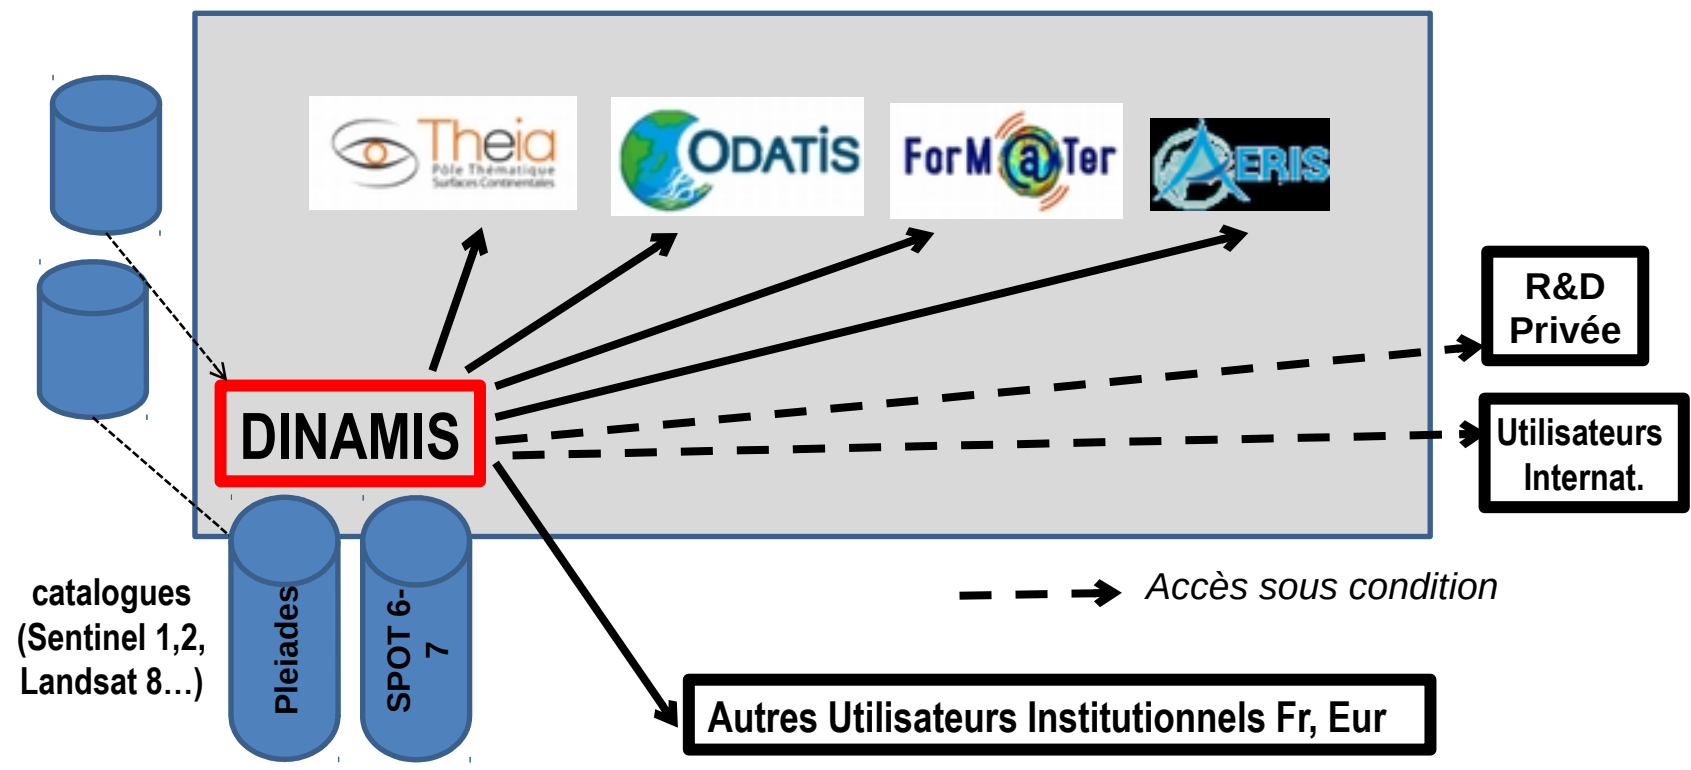 Theia
Pôle Thématique
Surfaces Continentales
ODATIS
ForM@Ter
AERIS
R&D
Privée
DINAMIS
Utilisateurs
Internat.
catalogues
(Sentinel 1,2,
Landsat 8…)
Pleiades
SPOT 6-
7
Accès sous condition
Autres Utilisateurs Institutionnels Fr, Eur